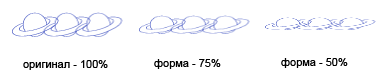 оригинал - 100% форма - 75% форма - 50%